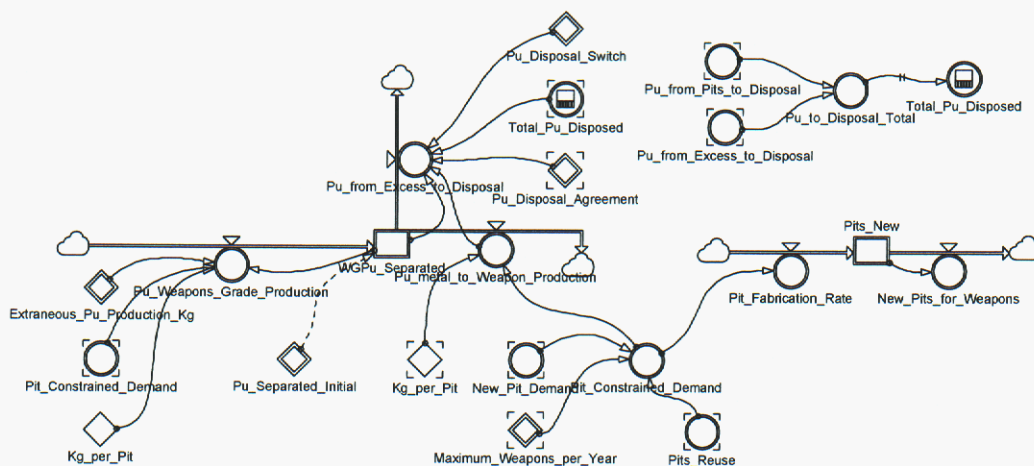 Pu_Disposal_Switch
Pu_from_Pits_to_Disposal
Total_Pu_Disposed
Pu_to_Disposal_Total
Total_Pu_Disposed
Pu_from_Excess_to_Disposal
Pu_from_Excess_to_Disposal
Pu_Disposal_Agreement
Pits_New
WGPu_Separated
Pu_metal_to_Weapon_Production
Pu_Weapons_Grade_Production
Pit_Fabrication_Rate
New_Pits_for_Weapons
Extraneous_Pu_Production_Kg
Pit_Constrained_Demand
Pu_Separated_Initial
Kg_per_Pit
New_Pit_Demand
Pit_Constrained_Demand
Kg_per_Pit
Maximum_Weapons_per_Year
Pits_Reuse